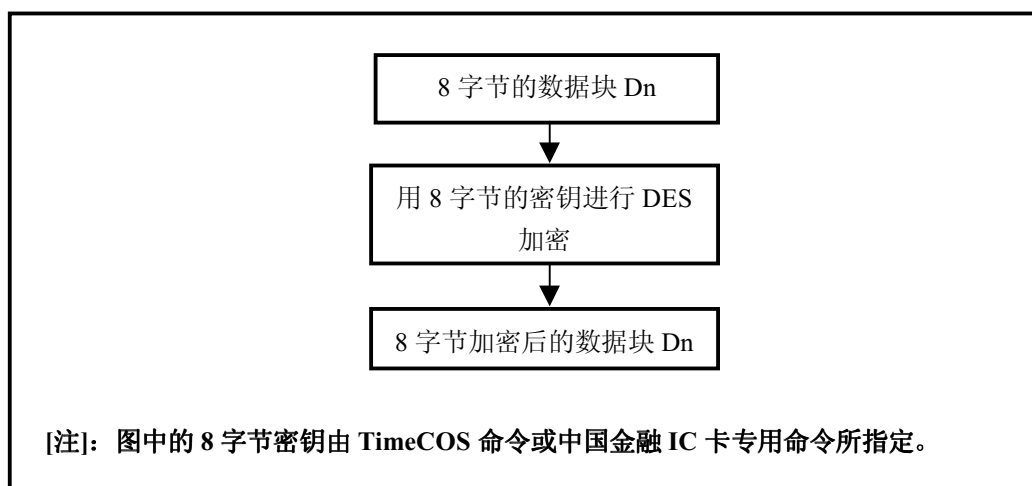 8 字节的数据块 Dn
用 8 字节的密钥进行 DES
加密
8 字节加密后的数据块 Dn
[注]：图中的 8 字节密钥由 TimeCOS 命令或中国金融 IC 卡专用命令所指定。